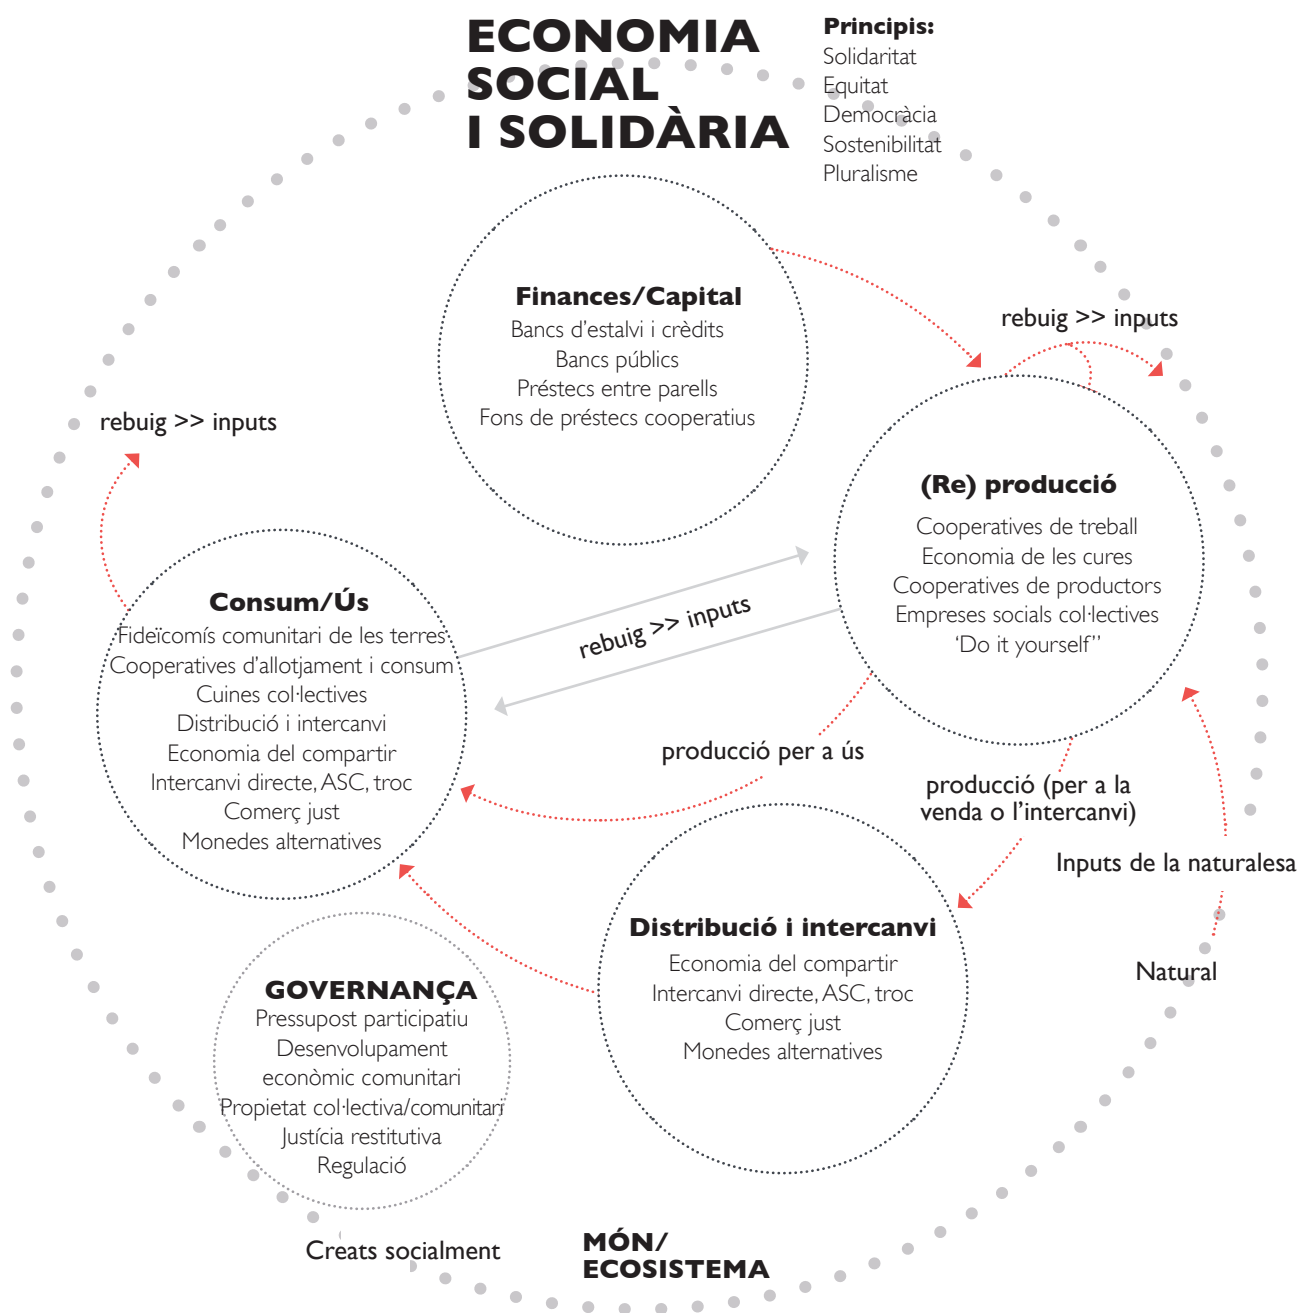 ECONOMIA
SOCIAL
I SOLIDÀRIA
Principis:
Solidaritat
Equitat
Democràcia
Sostenibilitat
Pluralisme
Finances/Capital
Bancs d’estalvi i crèdits
Bancs públics
Préstecs entre parells
Fons de préstecs cooperatius
rebuig >> inputs
rebuig >> inputs
(Re) producció
Cooperatives de treball
Economia de les cures
Cooperatives de productors
Empreses socials col·lectives
‘Do it yourself’’
Consum/Ús
Fideïcomís comunitari de les terres
Cooperatives d’allotjament i consum
Cuines col·lectives
Distribució i intercanvi
Economia del compartir
Intercanvi directe, ASC, troc
Comerç just
Monedes alternatives
rebuig >> inputs
producció per a ús
producció (per a la
venda o l’intercanvi)
Inputs de la naturalesa
Natural
Distribució i intercanvi
Economia del compartir
Intercanvi directe, ASC, troc
Comerç just
Monedes alternatives
GOVERNANÇA
Pressupost participatiu
Desenvolupament
econòmic comunitari
Propietat col·lectiva/comunitari
Justícia restitutiva
Regulació
Creats socialment
MÓN/
ECOSISTEMA